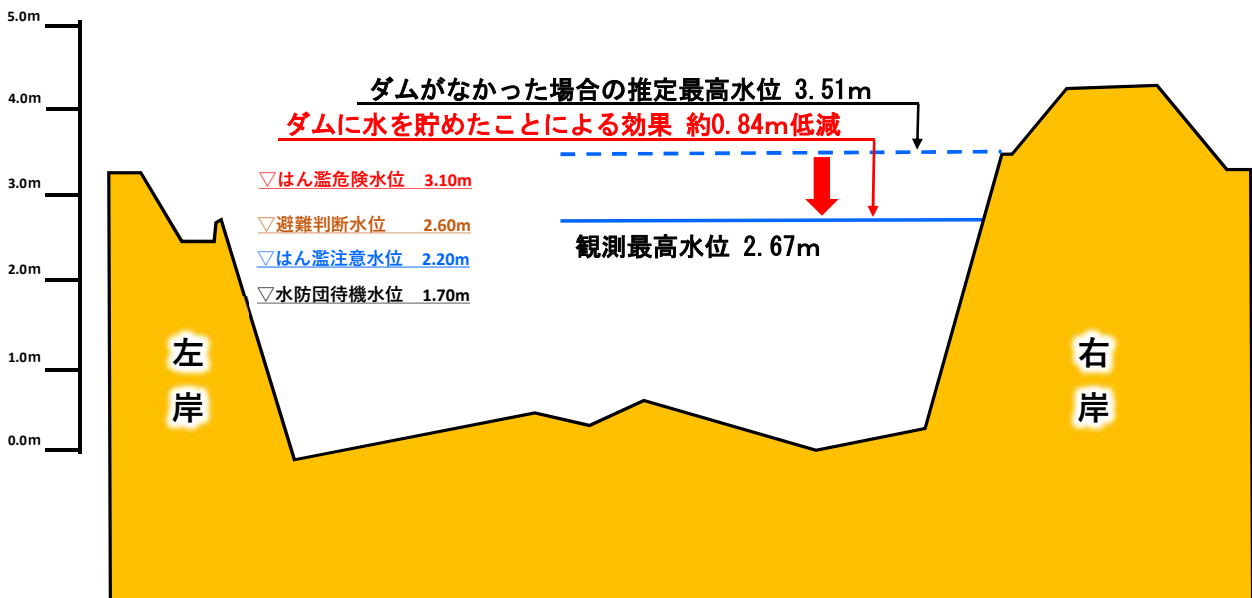 5.0m
4.0m
3.0m
2.0m
1.0m
0.0m
ダムがなかった場合の推定最高水位 3.51m
ダムに水を貯めたことによる効果 約0.84m低減
▽はん濫危険水位 3.10m
▽避難判断水位 2.60m
▽はん濫注意水位 2.20m
▽水防団待機水位 1.70m
観測最高水位 2.67m
左岸
右岸